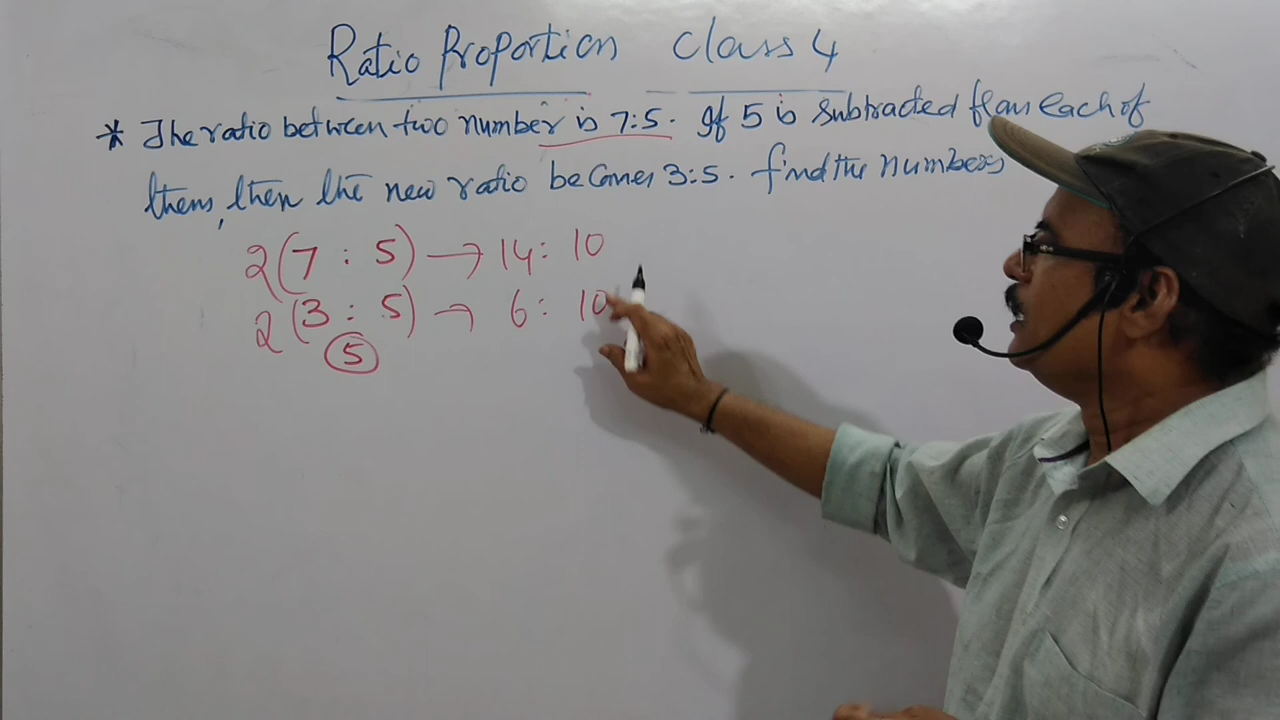 Ratio Proportion Class 4
* The ratio between two number is 7:5. If 5 is subtracted from each of
them, then the new ratio becomes 3:5. find the numbers
2(7 : 5) → 14 : 10
2(3 : 5) → 6 : 10
5